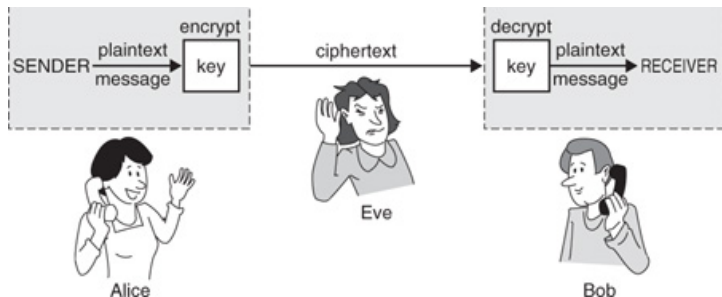 encrypt
plaintext
SENDER
key
message
ciphertext
decrypt
plaintext
key
RECEIVER
message
Eve
Alice
Bob